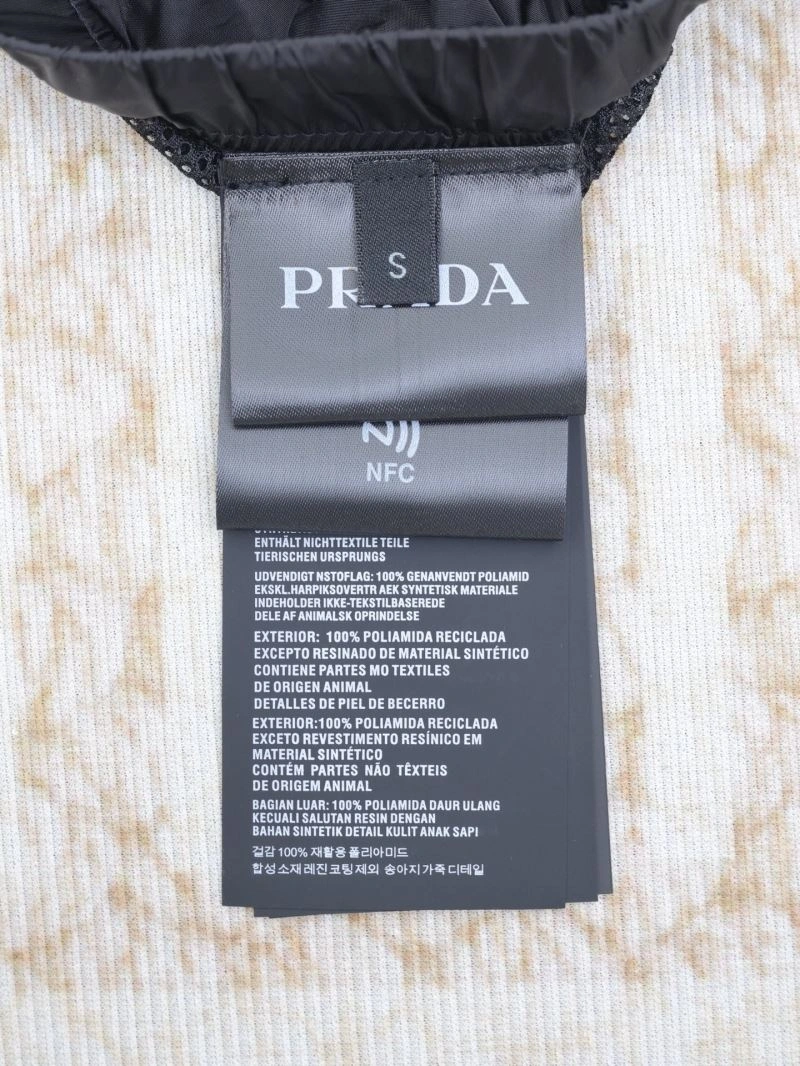 S
PRADA
NFC
ENTHÄLT NICHTTEXTILE TEILE
TIERISCHEN URSPRUNGS
UDVENDIGT NSTOFLAG: 100% GENANVENDT POLIAMID
EKSKL.HARPIKSOVERTR AEK SYNTETISK MATERIALE
INDEHOLDER IKKE-TEKSTILBASEREDE
DELE AF ANIMALSK OPRINDELSE
EXTERIOR: 100% POLIAMIDA RECICLADA
EXCEPTO RESINADO DE MATERIAL SINTÉTICO
CONTIENE PARTES MO TEXTILES
DE ORIGEN ANIMAL
DETALLES DE PIEL DE BECERRO
EXTERIOR:100% POLIAMIDA RECICLADA
EXCETO REVESTIMENTO RESÍNICO EM
MATERIAL SINTÉTICO
CONTÉM PARTES NÃO TÊXTEIS
DE ORIGEM ANIMAL
BAGIAN LUAR: 100% POLIAMIDA DAUR ULANG
KECUALI SALUTAN RESIN DENGAN
BAHAN SINTETIK DETAIL KULIT ANAK SAPI
겉감 100% 재활용 폴리아미드
합성 소재 레진 코팅 제외 송아지 가죽 디테일